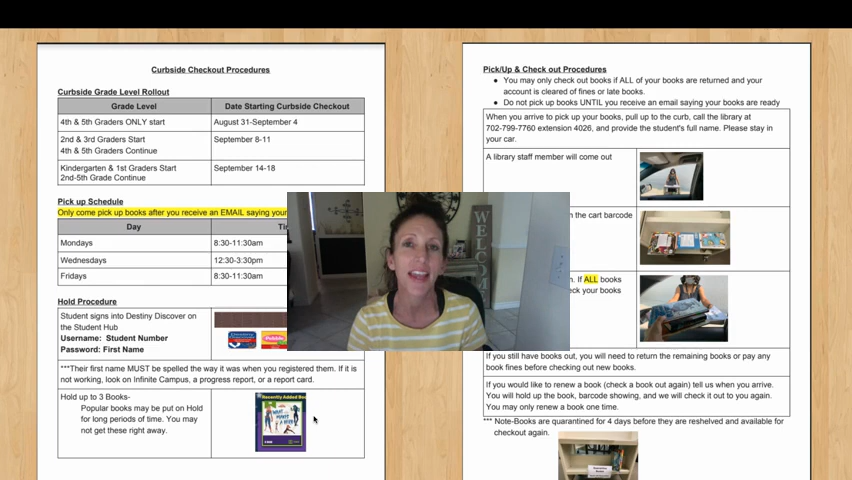 Curbside Checkout Procedures
Curbside Grade Level Rollout
Grade Level
Date Starting Curbside Checkout
4th & 5th Graders ONLY start
August 31-September 4
2nd & 3rd Graders Start
4th & 5th Graders Continue
September 8-11
Kindergarten & 1st Graders Start
2nd-5th Grade Continue
September 14-18
Pick up Schedule
Only come pick up books after you receive an EMAIL saying your
Day
Mondays
8:30-11:30am
Wednesdays
12:30-3:30pm
Fridays
8:30-11:30am
Hold Procedure
Student signs into Destiny Discover on
the Student Hub
Username: Student Number
Password: First Name
***Their first name MUST be spelled the way it was when you registered them. If it is
not working, look on Infinite Campus, a progress report, or a report card.
Hold up to 3 Books-
Popular books may be put on Hold
for long periods of time. You may
not get these right away.
Recently Added Boo
WHAT MAKES A HERO
WELCOME
Pick/Up & Check out Procedures
● You may only check out books if ALL of your books are returned and your
account is cleared of fines or late books.
● Do not pick up books UNTIL you receive an email saying your books are ready
When you arrive to pick up your books, pull up to the curb, call the library at
702-799-7760 extension 4026, and provide the student's full name. Please stay in
your car.
A library staff member will come out
the cart barcode
If ALL books
your books
If you still have books out, you will need to return the remaining books or pay any
book fines before checking out new books.
If you would like to renew a book (check a book out again) tell us when you arrive.
You will hold up the book, barcode showing, and we will check it out to you again.
You may only renew a book one time.
*** Note-Books are quarantined for 4 days before they are reshelved and available for
checkout again.